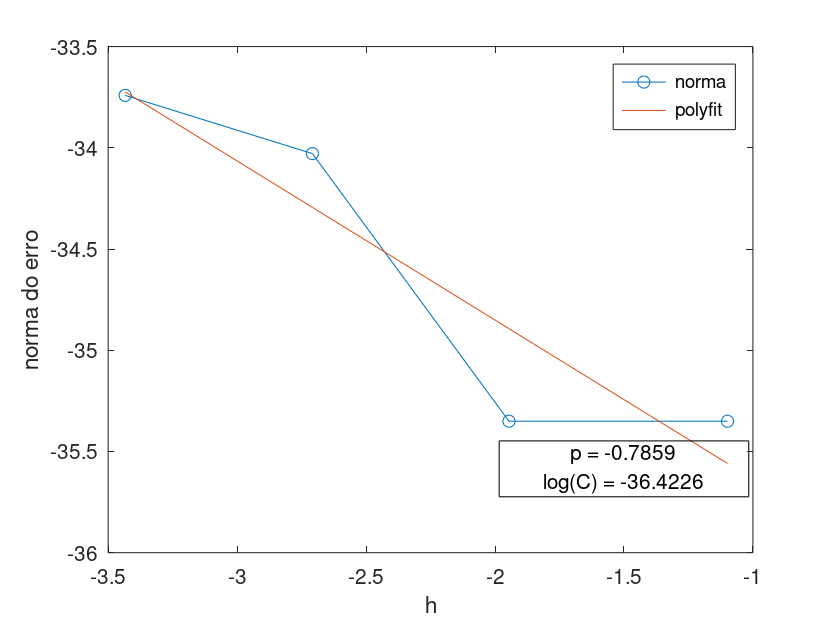 -33.5
-34
-34.5
-35
-35.5
-36
norma do erro
-3.5
-3
-2.5
-2
-1.5
-1
h
norma
polyfit
p = -0.7859
log(C) = -36.4226